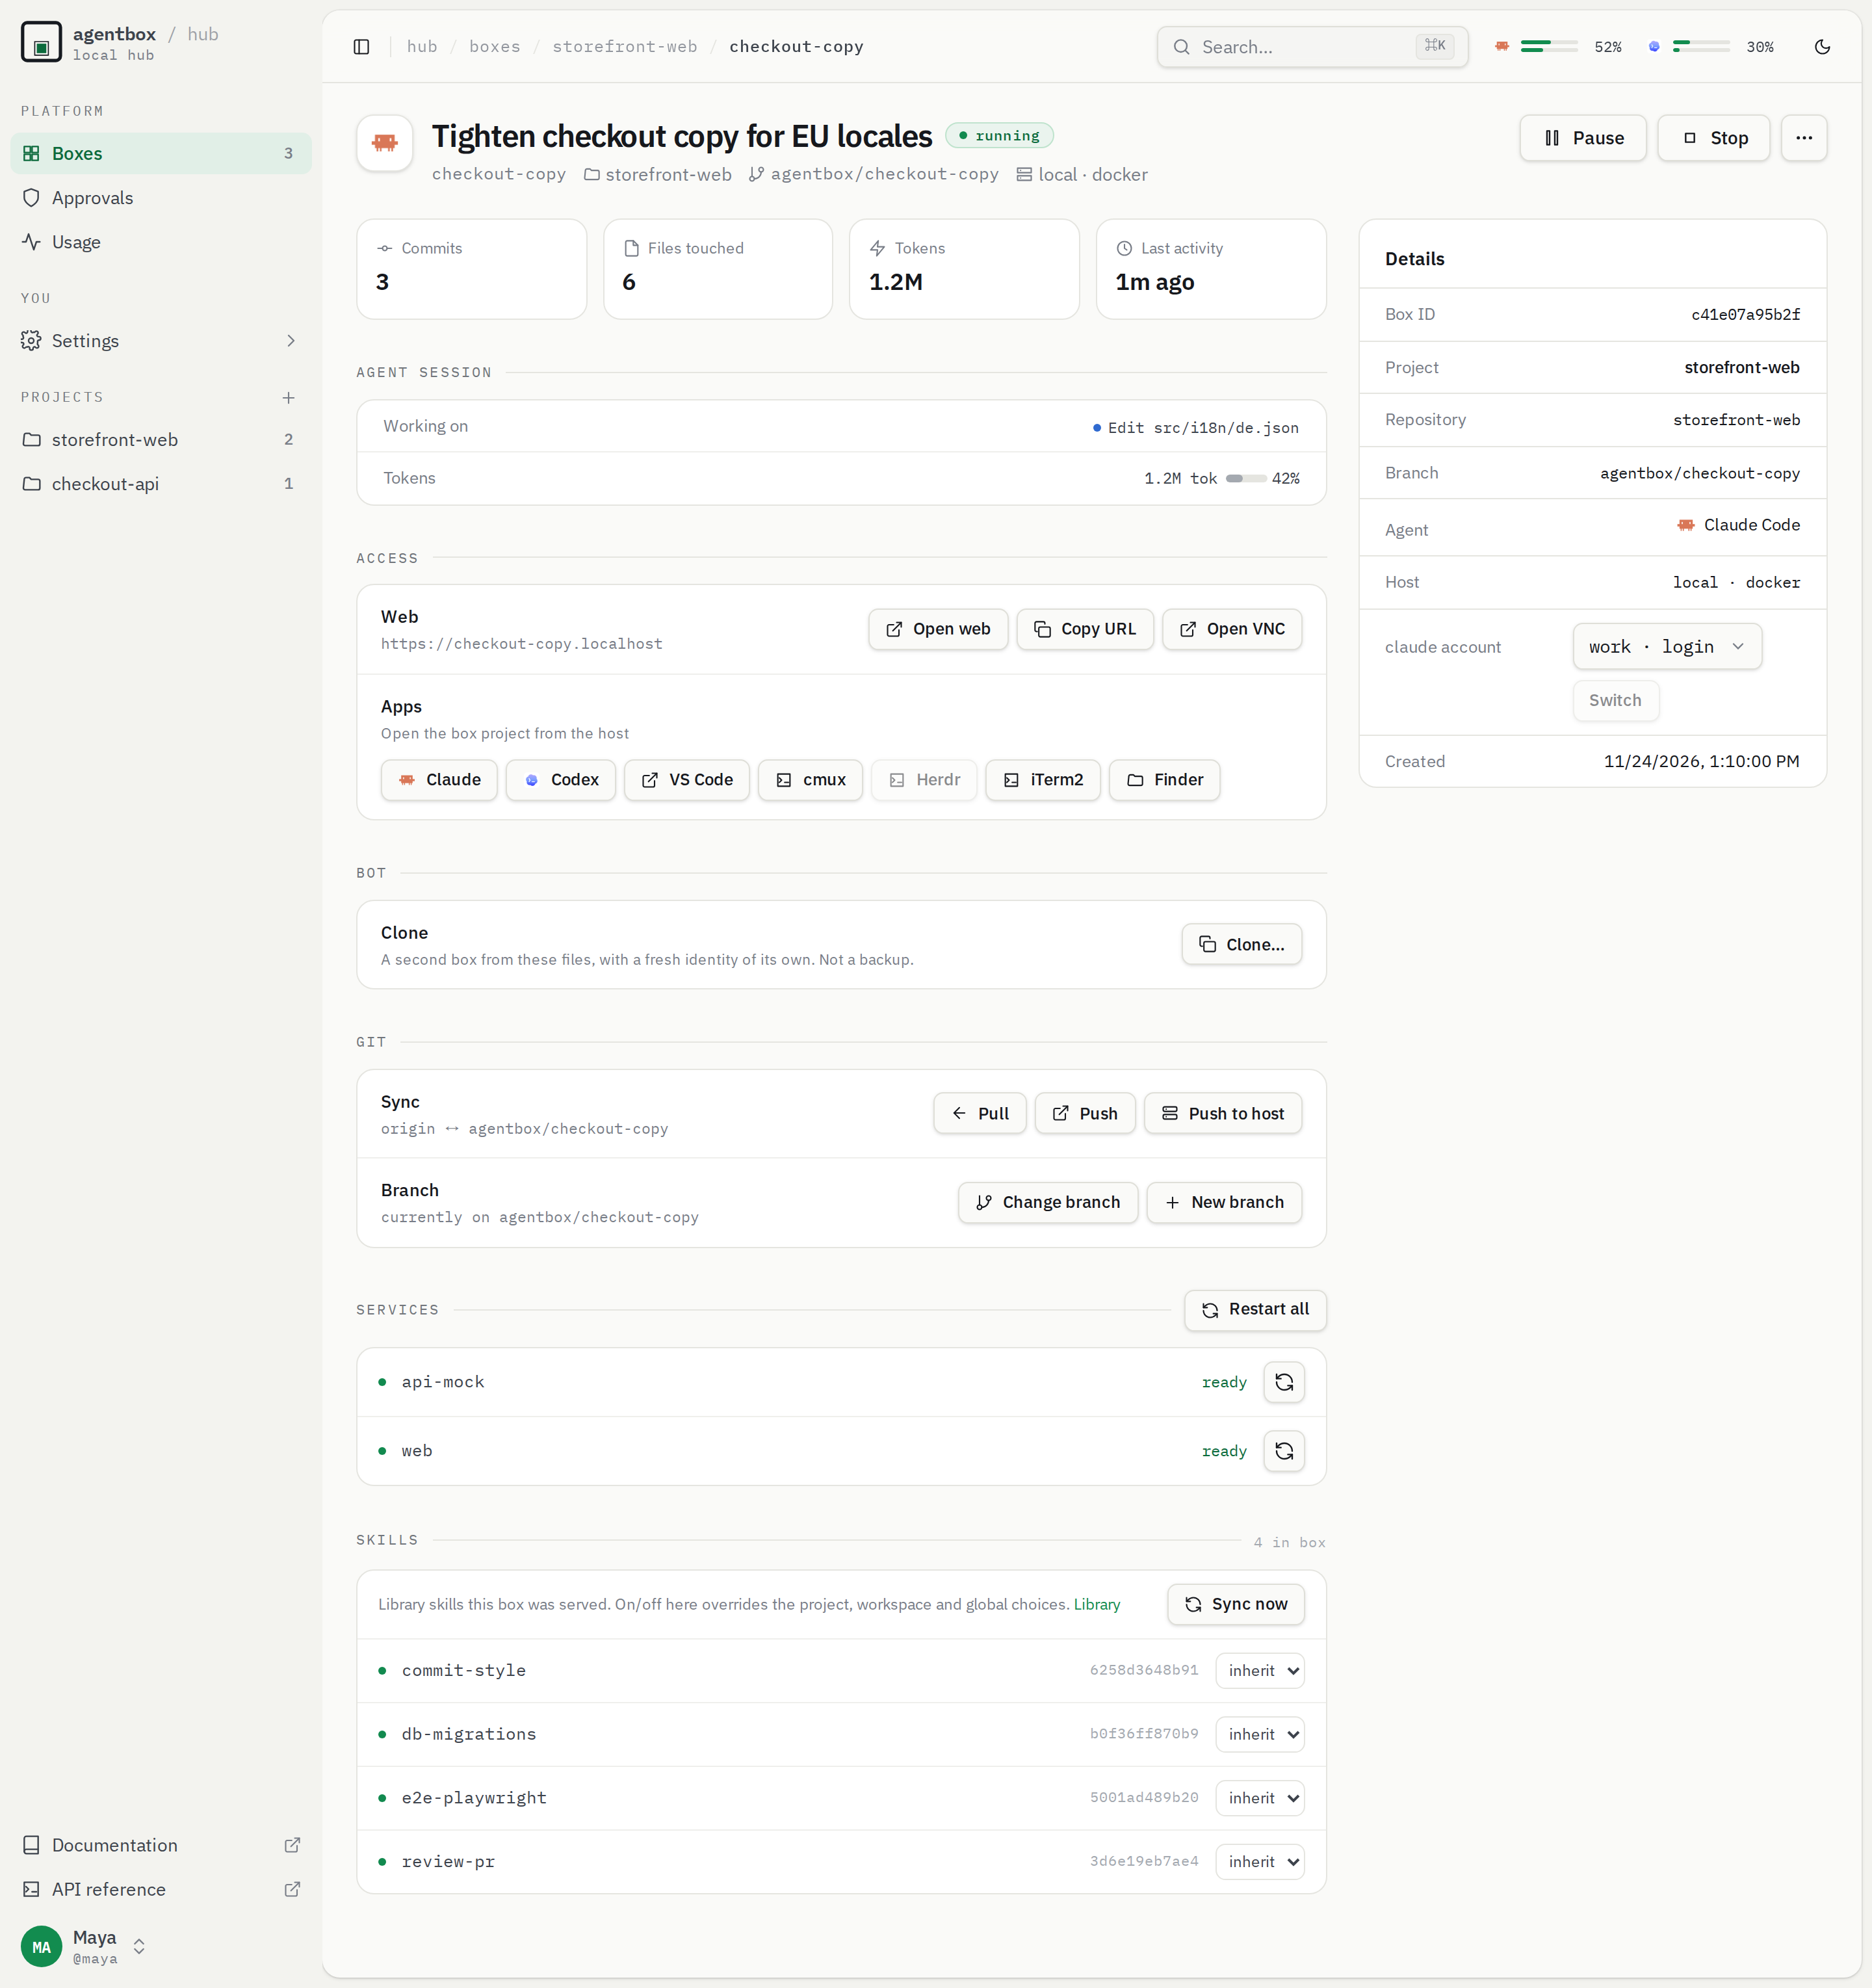 agentbox / hub
local hub
PLATFORM
Boxes 3
Approvals
Usage
YOU
Settings
PROJECTS
storefront-web 2
checkout-api 1
Documentation
API reference
MA
Maya
@maya
hub / boxes / storefront-web / checkout-copy
Search... ⌘K
52%
30%
Tighten checkout copy for EU locales
running
checkout-copy storefront-web agentbox/checkout-copy local · docker
Pause
Stop
Commits
3
Files touched
6
Tokens
1.2M
Last activity
1m ago
AGENT SESSION
Working on Edit src/i18n/de.json
Tokens 1.2M tok 42%
ACCESS
Web
https://checkout-copy.localhost
Open web
Copy URL
Open VNC
Apps
Open the box project from the host
Claude
Codex
VS Code
cmux
Herdr
iTerm2
Finder
BOT
Clone
A second box from these files, with a fresh identity of its own. Not a backup.
Clone...
GIT
Sync
origin ↔ agentbox/checkout-copy
Pull
Push
Push to host
Branch
currently on agentbox/checkout-copy
Change branch
New branch
SERVICES
Restart all
api-mock ready
web ready
SKILLS
4 in box
Library skills this box was served. On/off here overrides the project, workspace and global choices. Library
Sync now
commit-style 6258d3648b91 inherit
db-migrations b0f36ff870b9 inherit
e2e-playwright 5001ad489b20 inherit
review-pr 3d6e19eb7ae4 inherit
Details
Box ID c41e07a95b2f
Project storefront-web
Repository storefront-web
Branch agentbox/checkout-copy
Agent Claude Code
Host local · docker
claude account work · login
Switch
Created 11/24/2026, 1:10:00 PM